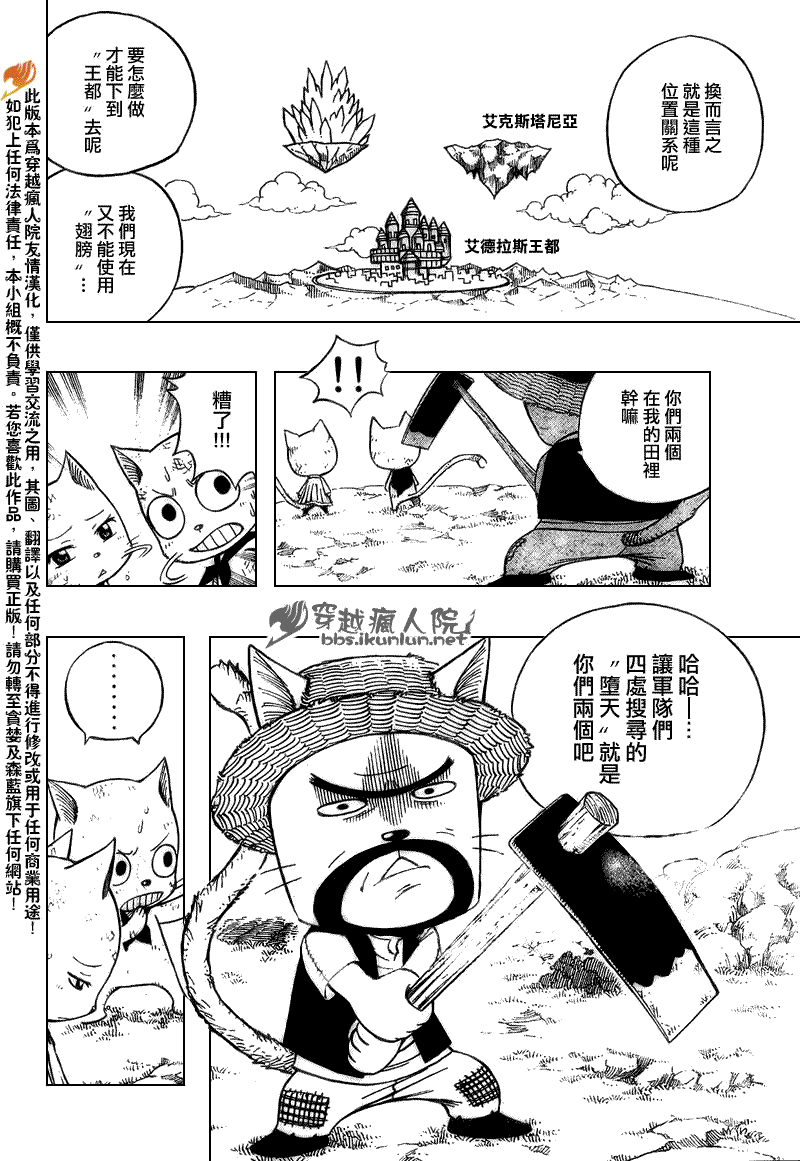 換而言之
就是這種
位置關系呢
艾克斯塔尼亞
艾德拉斯王都
要怎麼做
才能下到
〝王都〞去呢
我們現在
又不能使用
〝翅膀〞…
你們兩個
在我的田裡
幹嘛
!!
糟了!!!
穿越瘋人院
bbs.ikunlun.net
哈哈—…
讓軍隊們
四處搜尋的
〝墮天〞就是
你們兩個吧
………
此版本爲穿越瘋人院友情漢化，僅供學習交流之用，其圖、翻譯以及任何部分不得進行修改或用于任何商業用途！
如犯上任何法律責任，本小組概不負責。若您喜歡此作品，請購買正版！請勿轉至貪婪及森藍旗下任何網站！